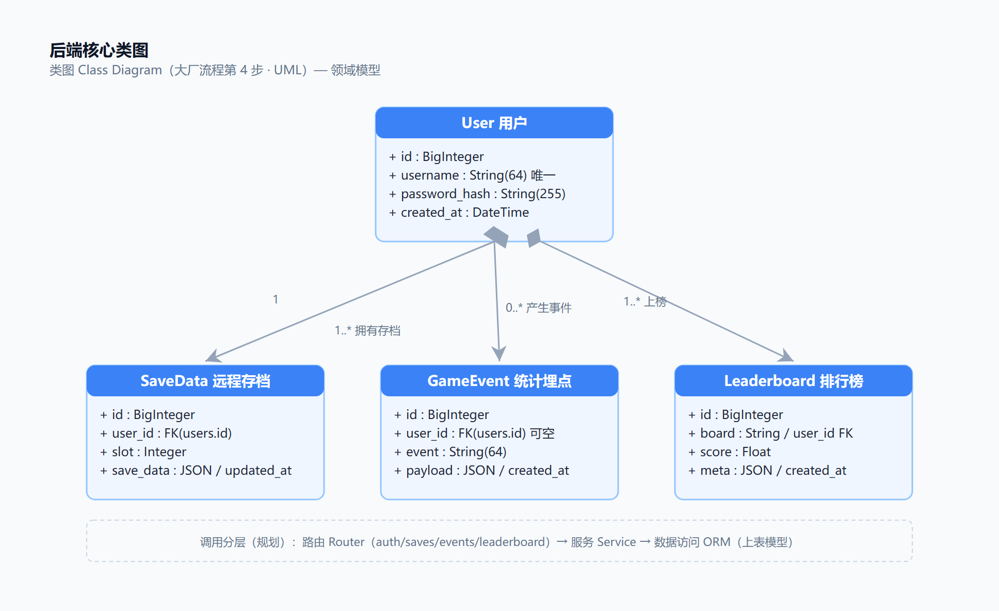 后端核心类图
类图 Class Diagram（大厂流程第 4 步 · UML）— 领域模型
User 用户
+ id : BigInteger
+ username : String(64) 唯一
+ password_hash : String(255)
+ created_at : DateTime
1
1..* 拥有存档
0..* 产生事件
1..* 上榜
SaveData 远程存档
+ id : BigInteger
+ user_id : FK(users.id)
+ slot : Integer
+ save_data : JSON / updated_at
GameEvent 统计埋点
+ id : BigInteger
+ user_id : FK(users.id) 可空
+ event : String(64)
+ payload : JSON / created_at
Leaderboard 排行榜
+ id : BigInteger
+ board : String / user_id FK
+ score : Float
+ meta : JSON / created_at
调用分层（规划）：路由 Router（auth/saves/events/leaderboard）→ 服务 Service → 数据访问 ORM（上表模型）